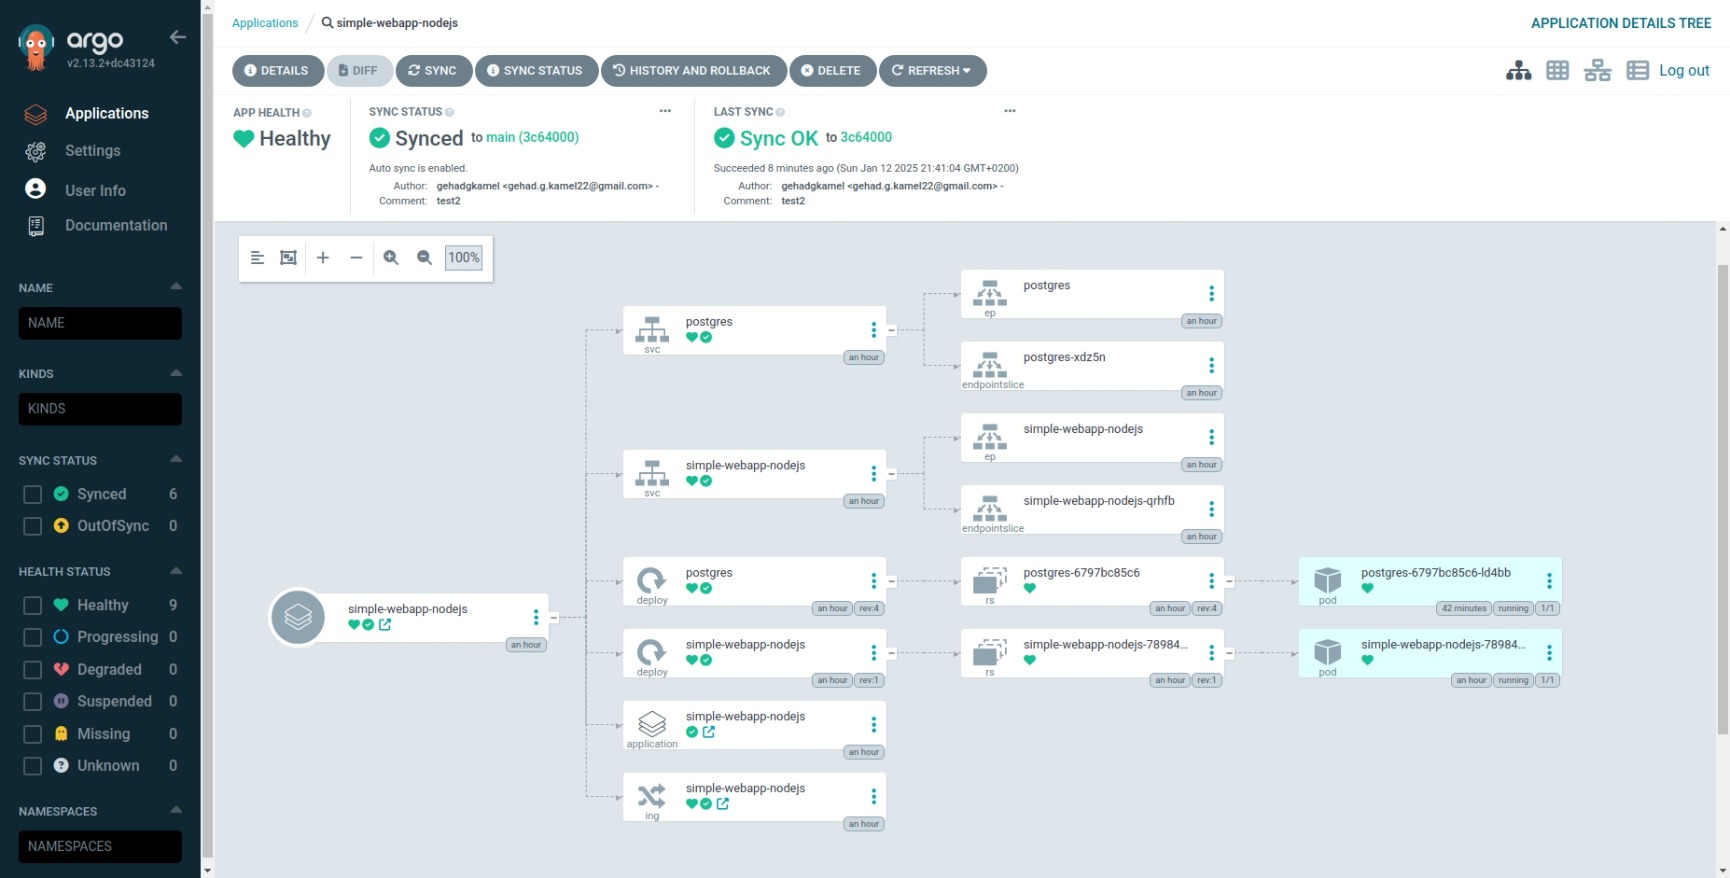 argo
v2.13.2+dc43124
Applications
Settings
User Info
Documentation
NAME
NAME
KINDS
KINDS
SYNC STATUS
Synced 6
OutOfSync 0
HEALTH STATUS
Healthy 9
Progressing 0
Degraded 0
Suspended 0
Missing 0
Unknown 0
NAMESPACES
NAMESPACES
Applications / simple-webapp-nodejs
APPLICATION DETAILS TREE
DETAILS DIFF SYNC SYNC STATUS HISTORY AND ROLLBACK DELETE REFRESH
Log out
APP HEALTH
Healthy
SYNC STATUS
Synced to main (3c64000)
Auto sync is enabled.
Author: gehadgkamel <gehad.g.kamel22@gmail.com> -
Comment: test2
LAST SYNC
Sync OK to 3c64000
Succeeded 8 minutes ago (Sun Jan 12 2025 21:41:04 GMT+0200)
Author: gehadgkamel <gehad.g.kamel22@gmail.com> -
Comment: test2
100%
simple-webapp-nodejs
an hour
postgres
svc
an hour
postgres
ep
an hour
postgres-xdz5n
endpointslice
an hour
simple-webapp-nodejs
svc
an hour
simple-webapp-nodejs
ep
an hour
simple-webapp-nodejs-qrhfb
endpointslice
an hour
postgres
deploy
an hour rev:4
postgres-6797bc85c6
rs
an hour rev:4
postgres-6797bc85c6-ld4bb
pod
42 minutes running 1/1
simple-webapp-nodejs
deploy
an hour rev:1
simple-webapp-nodejs-78984...
rs
an hour rev:1
simple-webapp-nodejs-78984...
pod
an hour running 1/1
simple-webapp-nodejs
application
an hour
simple-webapp-nodejs
ing
an hour